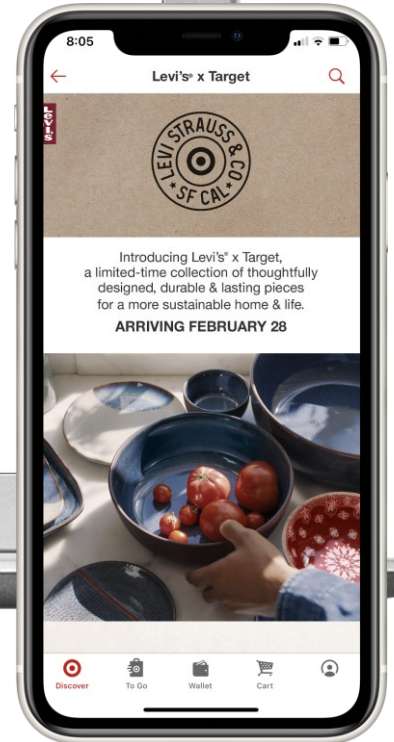 8:05
Levi's® x Target
Levi's
LEVI STRAUSS & CO
SF CAL
Introducing Levi's® x Target,
a limited-time collection of thoughtfully
designed, durable & lasting pieces
for a more sustainable home & life.
ARRIVING FEBRUARY 28
Discover
To Go
Wallet
Cart